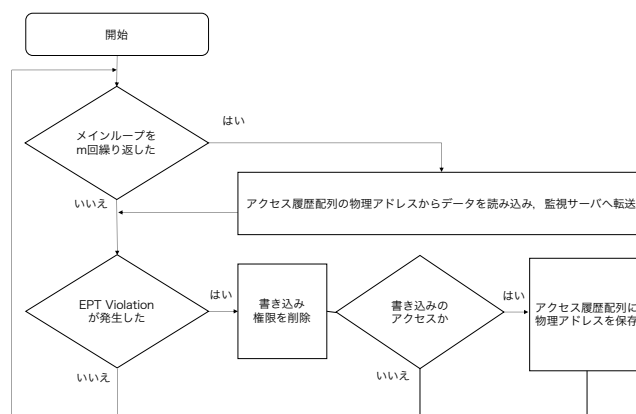 開始
メインループを
m回繰り返した
はい
アクセス履歴配列の物理アドレスからデータを読み込み，監視サーバへ転送
いいえ
EPT Violation
が発生した
はい
書き込み
権限を削除
書き込みの
アクセスか
はい
アクセス履歴配列に
物理アドレスを保存
いいえ
いいえ